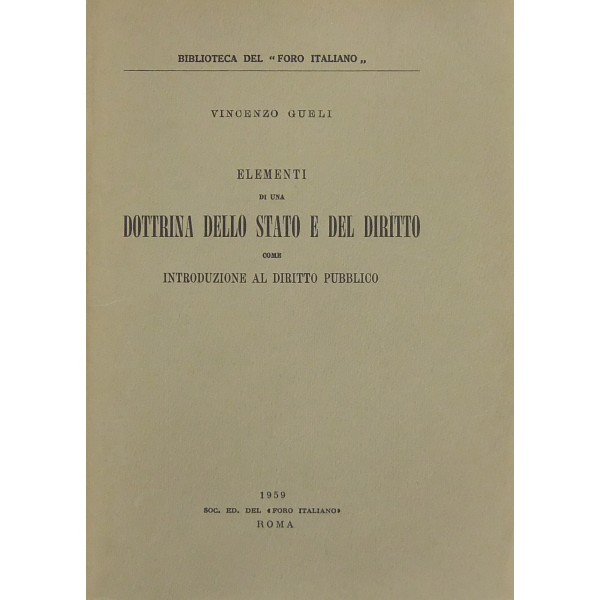 BIBLIOTECA DEL "FORO ITALIANO„
VINCENZO GUELI
ELEMENTI
DI UNA
DOTTRINA DELLO STATO E DEL DIRITTO
COME
INTRODUZIONE AL DIRITTO PUBBLICO
1959
SOC. ED. DEL «FORO ITALIANO»
ROMA